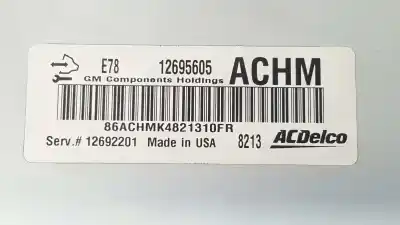 E78 12695605 ACHM
GM Components Holdings
86ACHMK4821310FR
Serv.# 12692201 Made in USA 8213 ACDelco